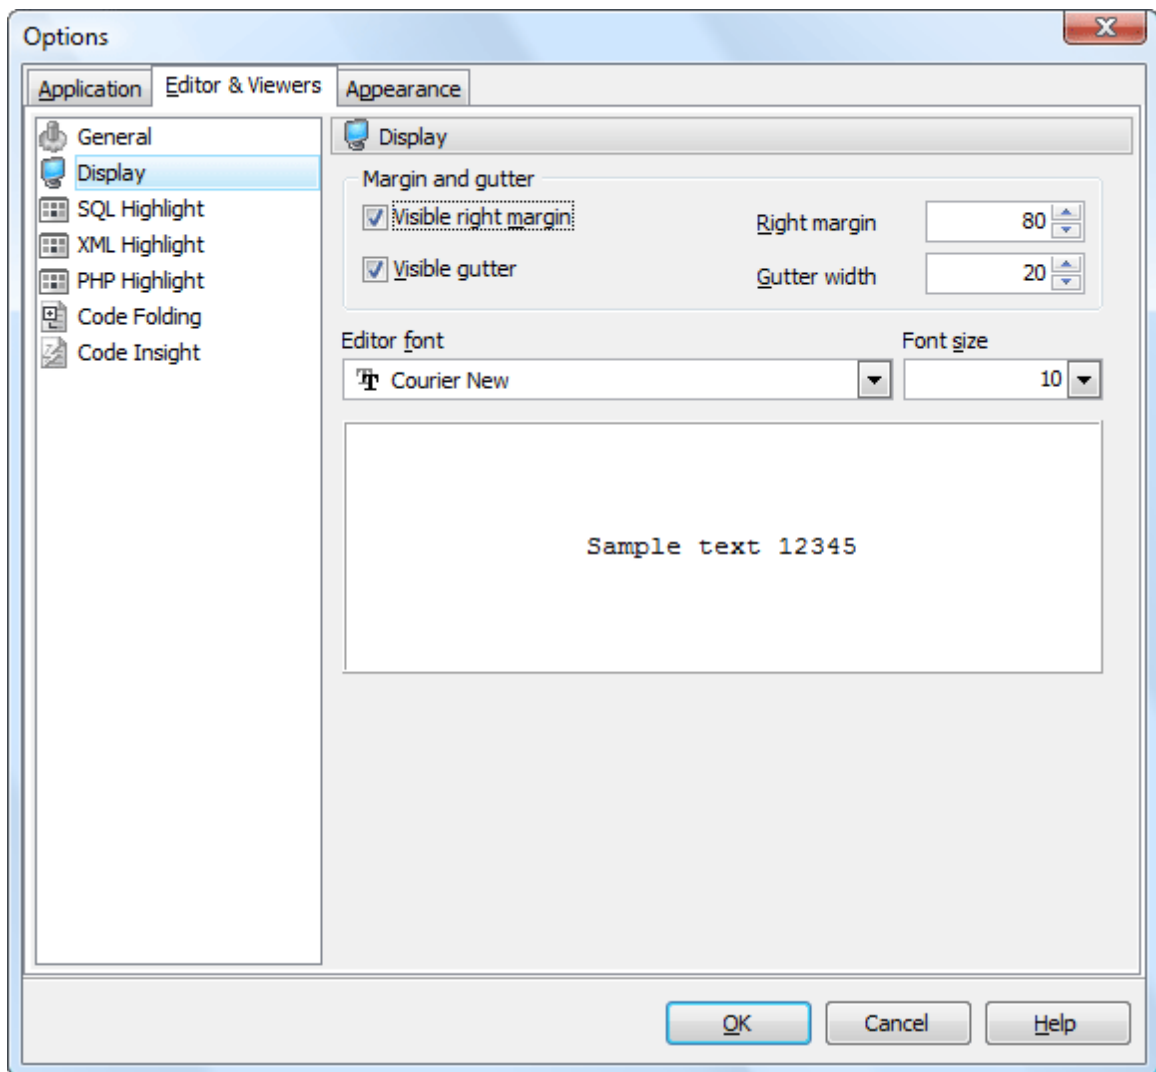 Options
Application Editor & Viewers Appearance
General
Display
SQL Highlight
XML Highlight
PHP Highlight
Code Folding
Code Insight
Display
Margin and gutter
Visible right margin Right margin 80
Visible gutter Gutter width 20
Editor font Font size
Courier New 10
Sample text 12345
OK Cancel Help